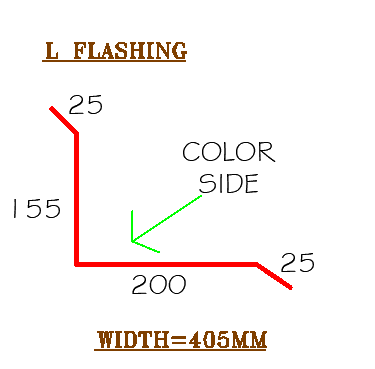 L FLASHING
25
COLOR
SIDE
155
25
200
WIDTH=405MM